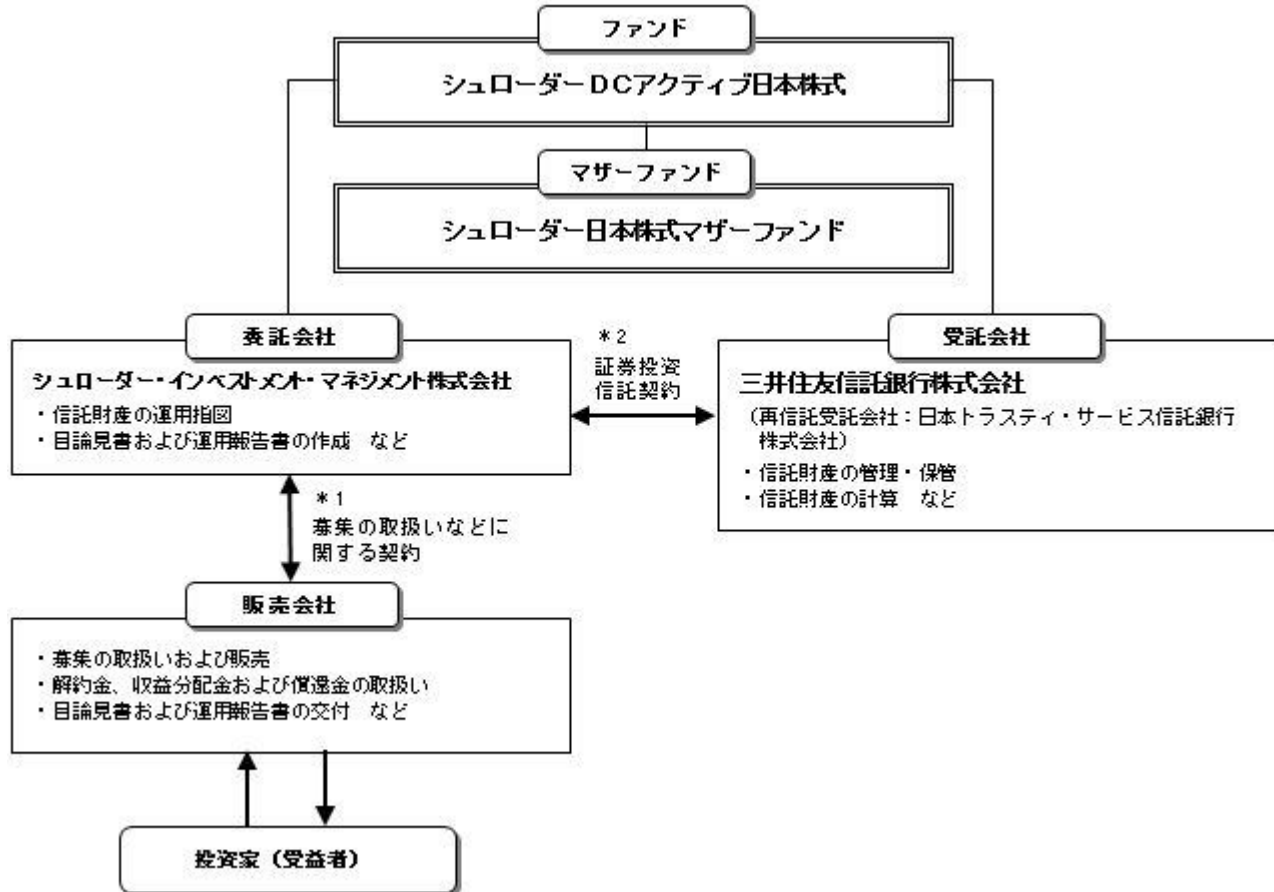 ファンド
シュローダーDCアクティブ日本株式
マザーファンド
シュローダー日本株式マザーファンド
委託会社
シュローダー・インベストメント・マネジメント株式会社
・信託財産の運用指図
・目論見書および運用報告書の作成 など
*2
証券投資
信託契約
受託会社
三井住友信託銀行株式会社
(再信託受託会社:日本トラスティ・サービス信託銀行
株式会社)
・信託財産の管理・保管
・信託財産の計算 など
*1
募集の取扱いなどに
関する契約
販売会社
・募集の取扱いおよび販売
・解約金、収益分配金および償還金の取扱い
・目論見書および運用報告書の交付 など
投資家(受益者)